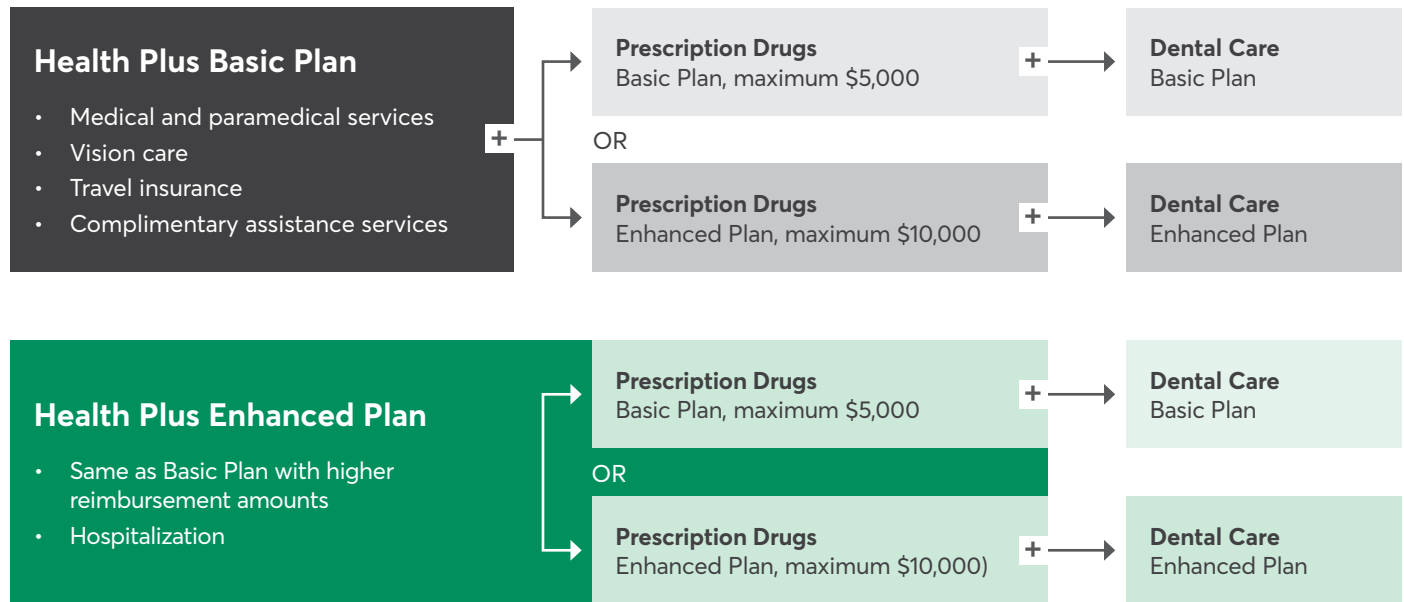 Health Plus Basic Plan
• Medical and paramedical services
• Vision care
• Travel insurance
• Complimentary assistance services
+
Prescription Drugs
Basic Plan, maximum $5,000
+
Dental Care
Basic Plan
OR
Prescription Drugs
Enhanced Plan, maximum $10,000
+
Dental Care
Enhanced Plan
Health Plus Enhanced Plan
• Same as Basic Plan with higher
reimbursement amounts
• Hospitalization
Prescription Drugs
Basic Plan, maximum $5,000
+
Dental Care
Basic Plan
OR
Prescription Drugs
Enhanced Plan, maximum $10,000)
+
Dental Care
Enhanced Plan